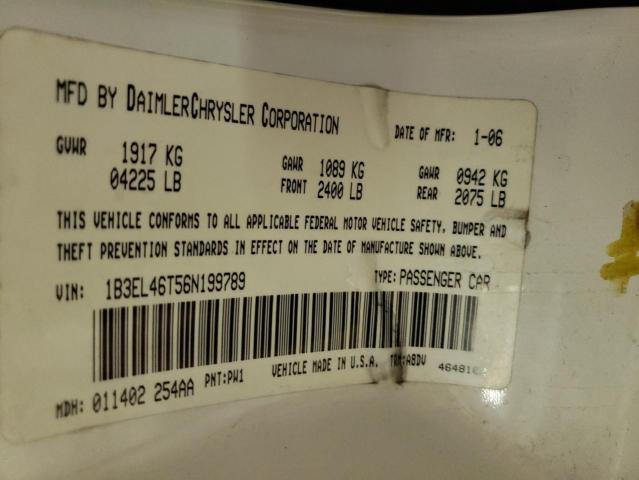 MFD BY DAIMLERCHRYSLER CORPORATION DATE OF MFR: 1-06
GVWR 1917 KG GAWR 1089 KG GAWR 0942 KG
04225 LB FRONT 2400 LB REAR 2075 LB
THIS VEHICLE CONFORMS TO ALL APPLICABLE FEDERAL MOTOR VEHICLE SAFETY, BUMPER AND
THEFT PREVENTION STANDARDS IN EFFECT ON THE DATE OF MANUFACTURE SHOWN ABOVE.
VIN: 1B3EL46T56N199789 TYPE: PASSENGER CAR
MDH: 011402 254AA PNT: PW1 VEHICLE MADE IN U.S.A. TRM: A8DV